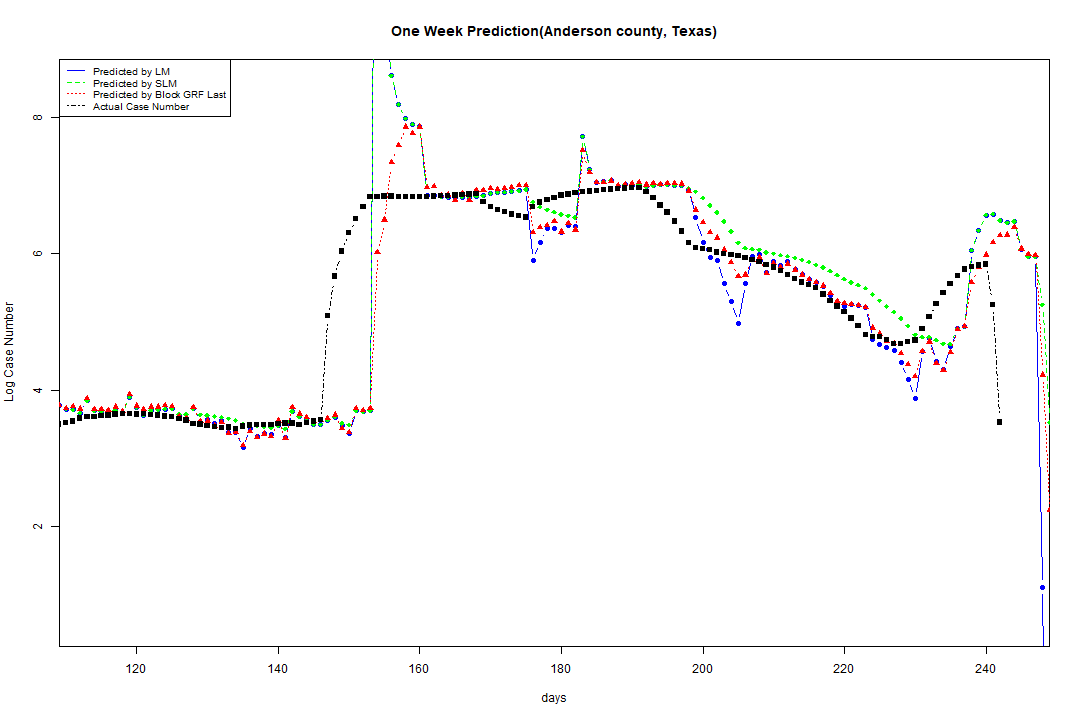 One Week Prediction(Anderson county, Texas)
Predicted by LM
Predicted by SLM
Predicted by Block GRF Last
Actual Case Number
8
6
4
2
Log Case Number
120 140 160 180 200 220 240
days